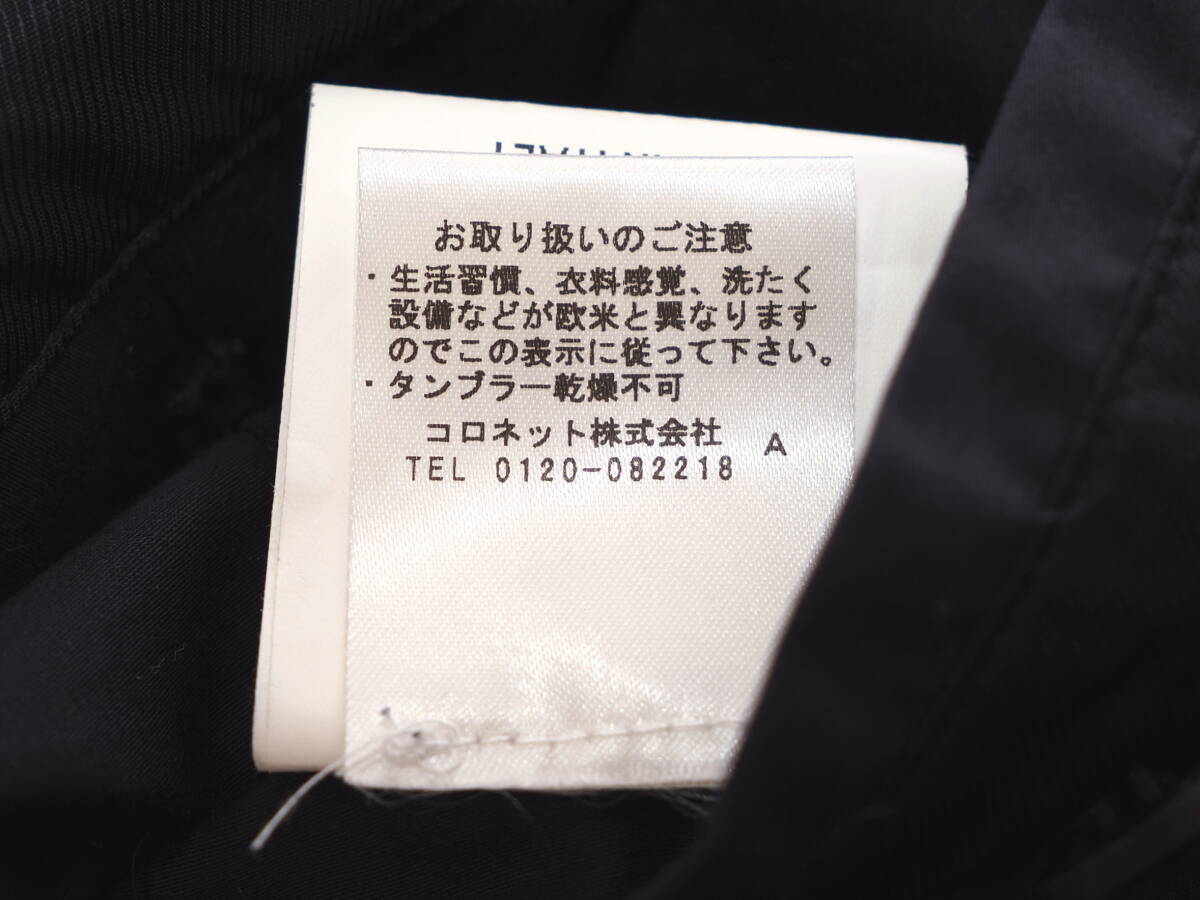 お取り扱いのご注意
・生活習慣、衣料感覚、洗たく
設備などが欧米と異なります
のでこの表示に従って下さい。
・タンブラー乾燥不可
コロネット株式会社 A
TEL 0120-082218